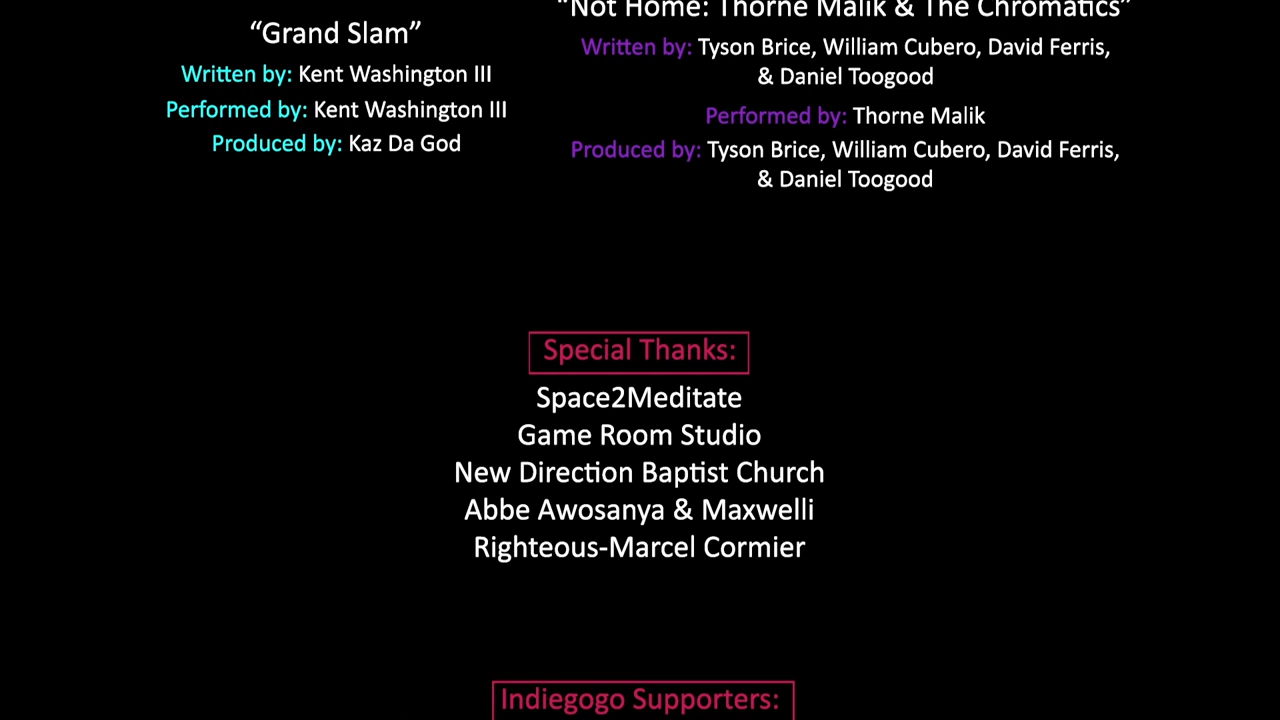 “Grand Slam”
Written by: Kent Washington III
Performed by: Kent Washington III
Produced by: Kaz Da God
“Not Home: Thorne Malik & The Chromatics”
Written by: Tyson Brice, William Cubero, David Ferris,
& Daniel Toogood
Performed by: Thorne Malik
Produced by: Tyson Brice, William Cubero, David Ferris,
& Daniel Toogood
Special Thanks:
Space2Meditate
Game Room Studio
New Direction Baptist Church
Abbe Awosanya & Maxwelli
Righteous-Marcel Cormier
Indiegogo Supporters: